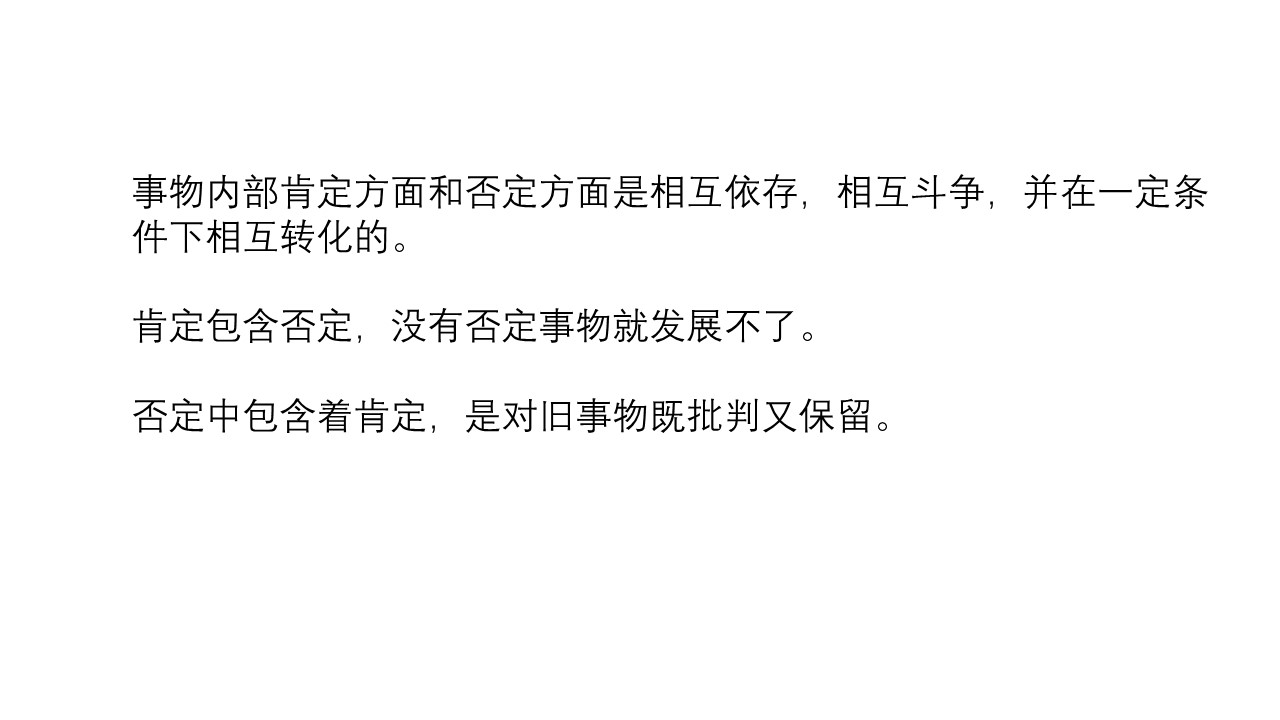 事物内部肯定方面和否定方面是相互依存，相互斗争，并在一定条
件下相互转化的。
肯定包含否定，没有否定事物就发展不了。
否定中包含着肯定，是对旧事物既批判又保留。